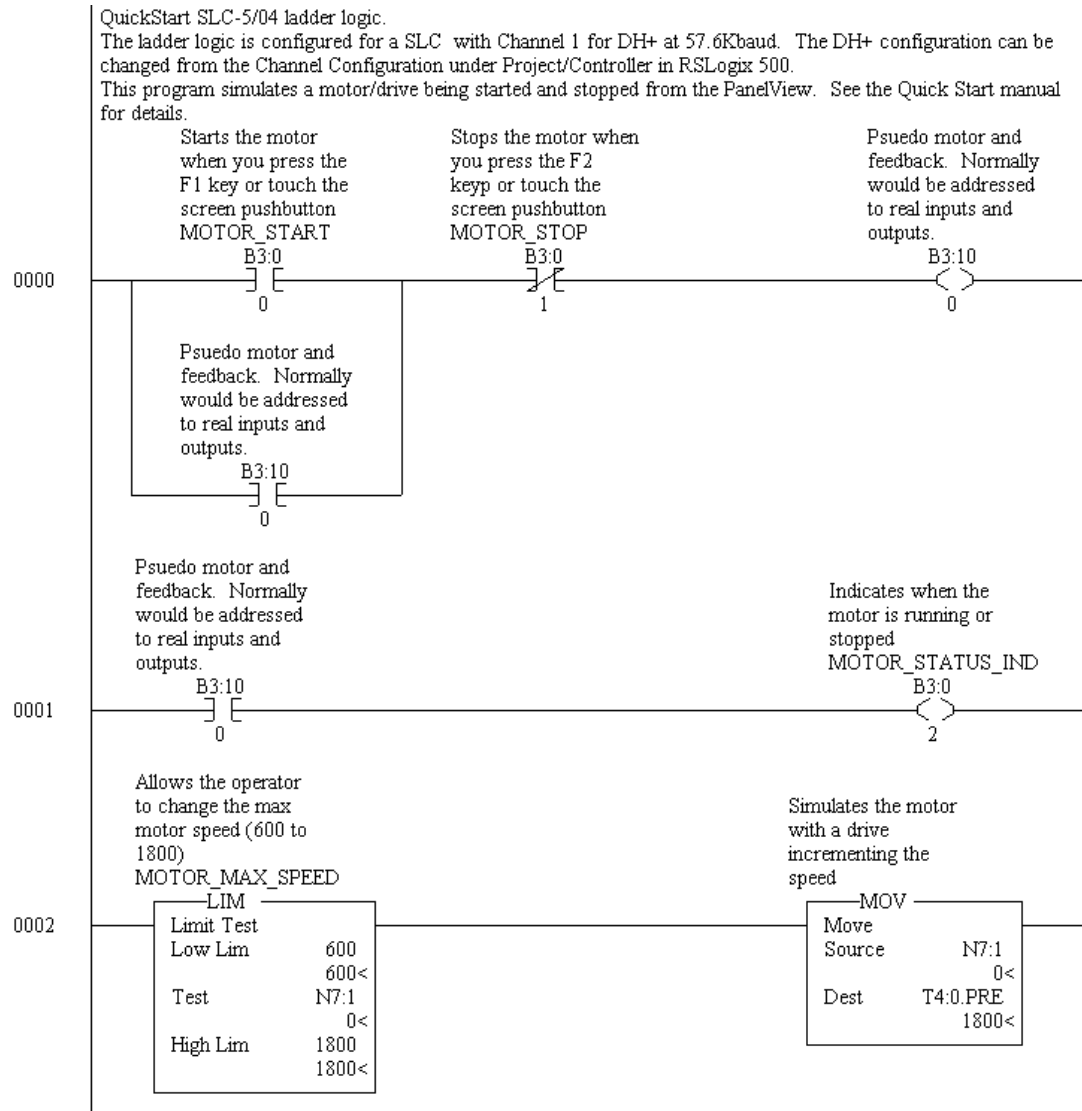 QuickStart SLC-5/04 ladder logic.
The ladder logic is configured for a SLC with Channel 1 for DH+ at 57.6Kbaud. The DH+ configuration can be
changed from the Channel Configuration under Project/Controller in RSLogix 500.
This program simulates a motor/drive being started and stopped from the PanelView. See the Quick Start manual
for details.
Starts the motor
when you press the
F1 key or touch the
screen pushbutton
MOTOR_START
B3:0
0
Stops the motor when
you press the F2
keyp or touch the
screen pushbutton
MOTOR_STOP
B3:0
1
Psuedo motor and
feedback. Normally
would be addressed
to real inputs and
outputs.
B3:10
0
0000
Psuedo motor and
feedback. Normally
would be addressed
to real inputs and
outputs.
B3:10
0
Psuedo motor and
feedback. Normally
would be addressed
to real inputs and
outputs.
B3:10
0
Indicates when the
motor is running or
stopped
MOTOR_STATUS_IND
B3:0
2
0001
Allows the operator
to change the max
motor speed (600 to
1800)
MOTOR_MAX_SPEED
LIM
Limit Test
Low Lim 600
600<
Test N7:1
0<
High Lim 1800
1800<
Simulates the motor
with a drive
incrementing the
speed
MOV
Move
Source N7:1
0<
Dest T4:0.PRE
1800<
0002